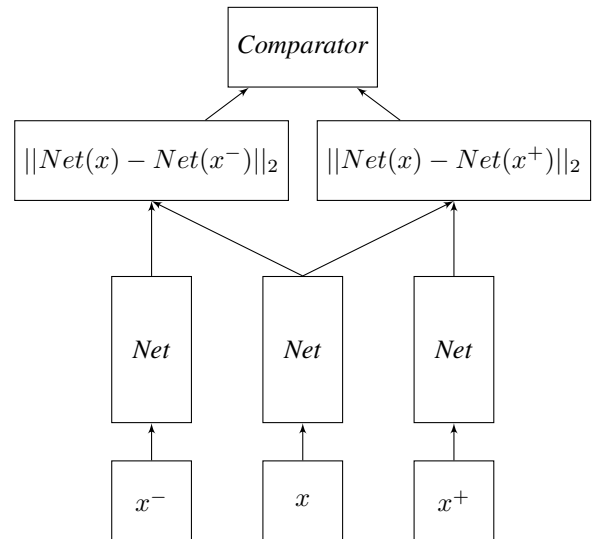 Comparator
||Net(x) − Net(x⁻)||₂ ||Net(x) − Net(x⁺)||₂
Net Net Net
x⁻ x x⁺